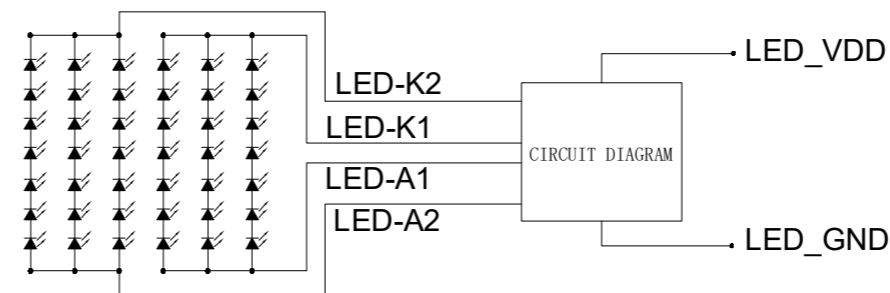 LED_VDD
LED-K2
LED-K1
CIRCUIT DIAGRAM
LED-A1
LED-A2
LED_GND